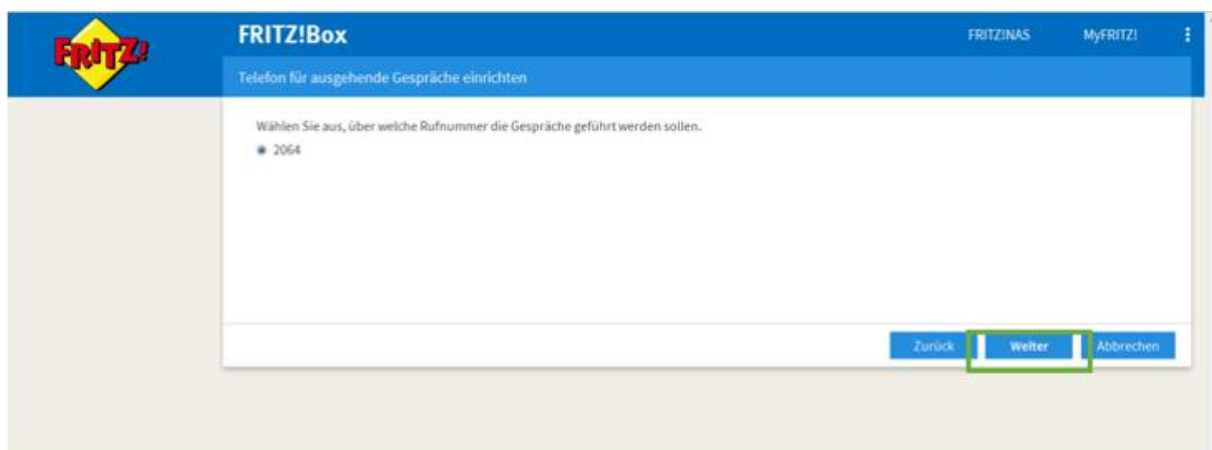 FRITZ!
FRITZ!Box
FRITZ!NAS MyFRITZ!
Telefon für ausgehende Gespräche einrichten
Wählen Sie aus, über welche Rufnummer die Gespräche geführt werden sollen.
2064
Zurück Weiter Abbrechen